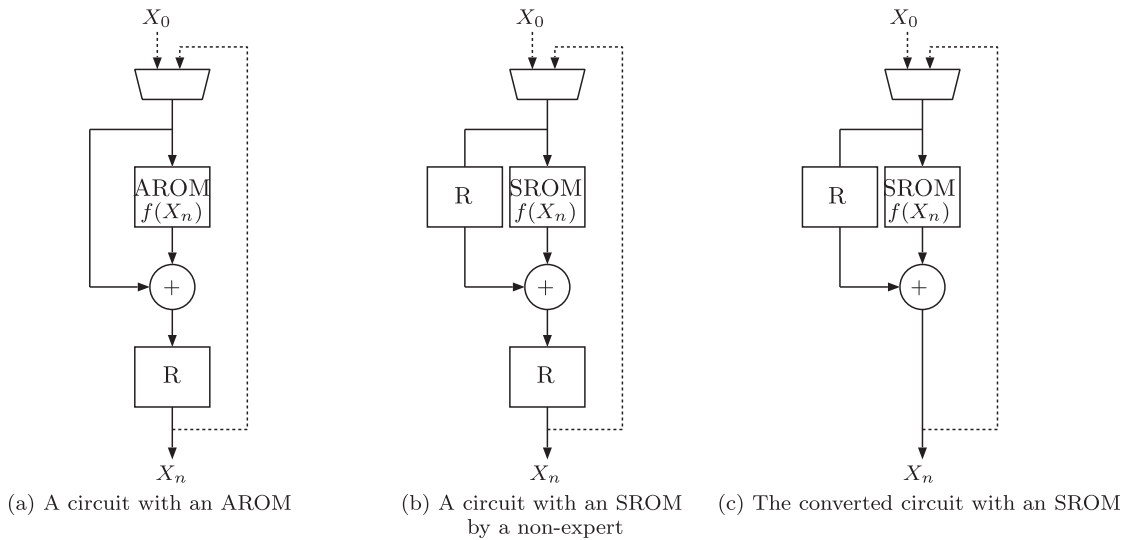 X₀ X₀ X₀
AROM
f(Xₙ)
R
SROM
f(Xₙ)
R
SROM
f(Xₙ)
+ + +
R R
Xₙ Xₙ Xₙ
(a) A circuit with an AROM
(b) A circuit with an SROM
by a non-expert
(c) The converted circuit with an SROM